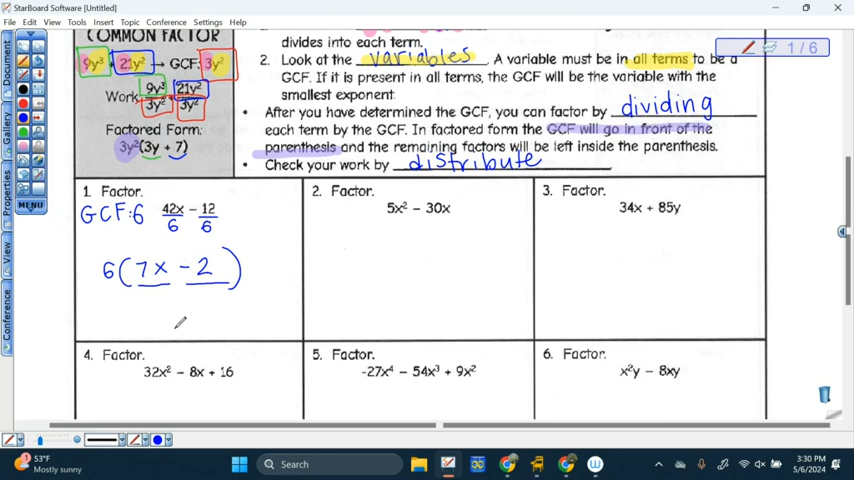 StarBoard Software
File Edit View Tools Insert Topic Conference Settings Help
1 / 6
COMMON FACTOR
9y³ + 21y² → GCF: 3y²
Work: 9y³ 21y²
3y² 3y²
Factored Form:
3y²(3y + 7)
divides into each term.
2. Look at the variables. A variable must be in all terms to be a
GCF. If it is present in all terms, the GCF will be the variable with the
smallest exponent.
• After you have determined the GCF, you can factor by dividing
each term by the GCF. In factored form the GCF will go in front of the
parenthesis and the remaining factors will be left inside the parenthesis.
• Check your work by distribute
1. Factor.
GCF:6 42x – 12
6 6
6(7x – 2)
2. Factor.
5x² – 30x
3. Factor.
34x + 85y
4. Factor.
32x² – 8x + 16
5. Factor.
-27x⁴ – 54x³ + 9x²
6. Factor.
x²y – 8xy
Document
Gallery
Properties
View
Conference
MENU
53°F
Mostly sunny
Search
3:30 PM
5/6/2024